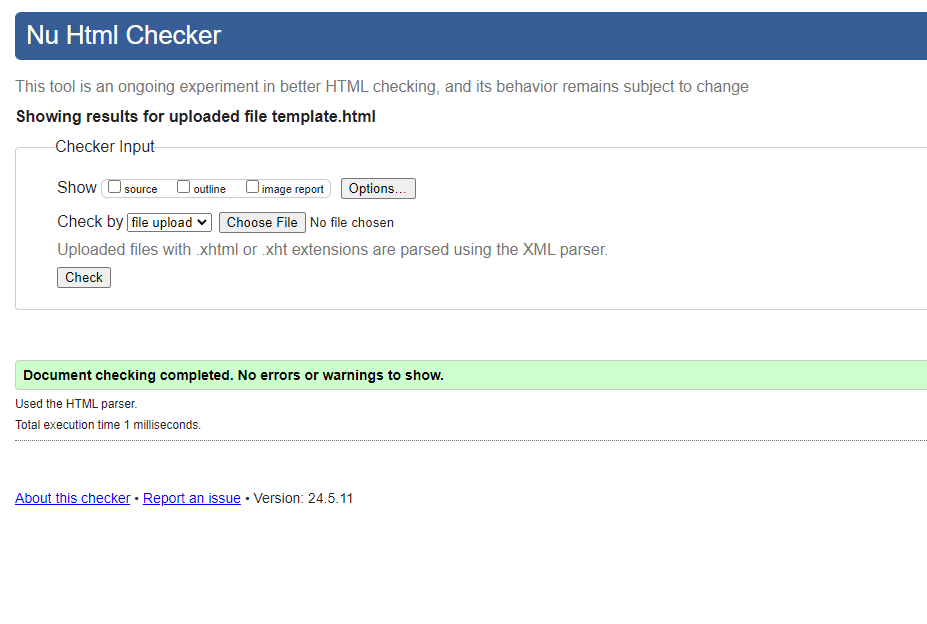 Nu Html Checker
This tool is an ongoing experiment in better HTML checking, and its behavior remains subject to change
Showing results for uploaded file template.html
Checker Input
Show source outline image report Options...
Check by file upload Choose File No file chosen
Uploaded files with .xhtml or .xht extensions are parsed using the XML parser.
Check
Document checking completed. No errors or warnings to show.
Used the HTML parser.
Total execution time 1 milliseconds.
About this checker • Report an issue • Version: 24.5.11